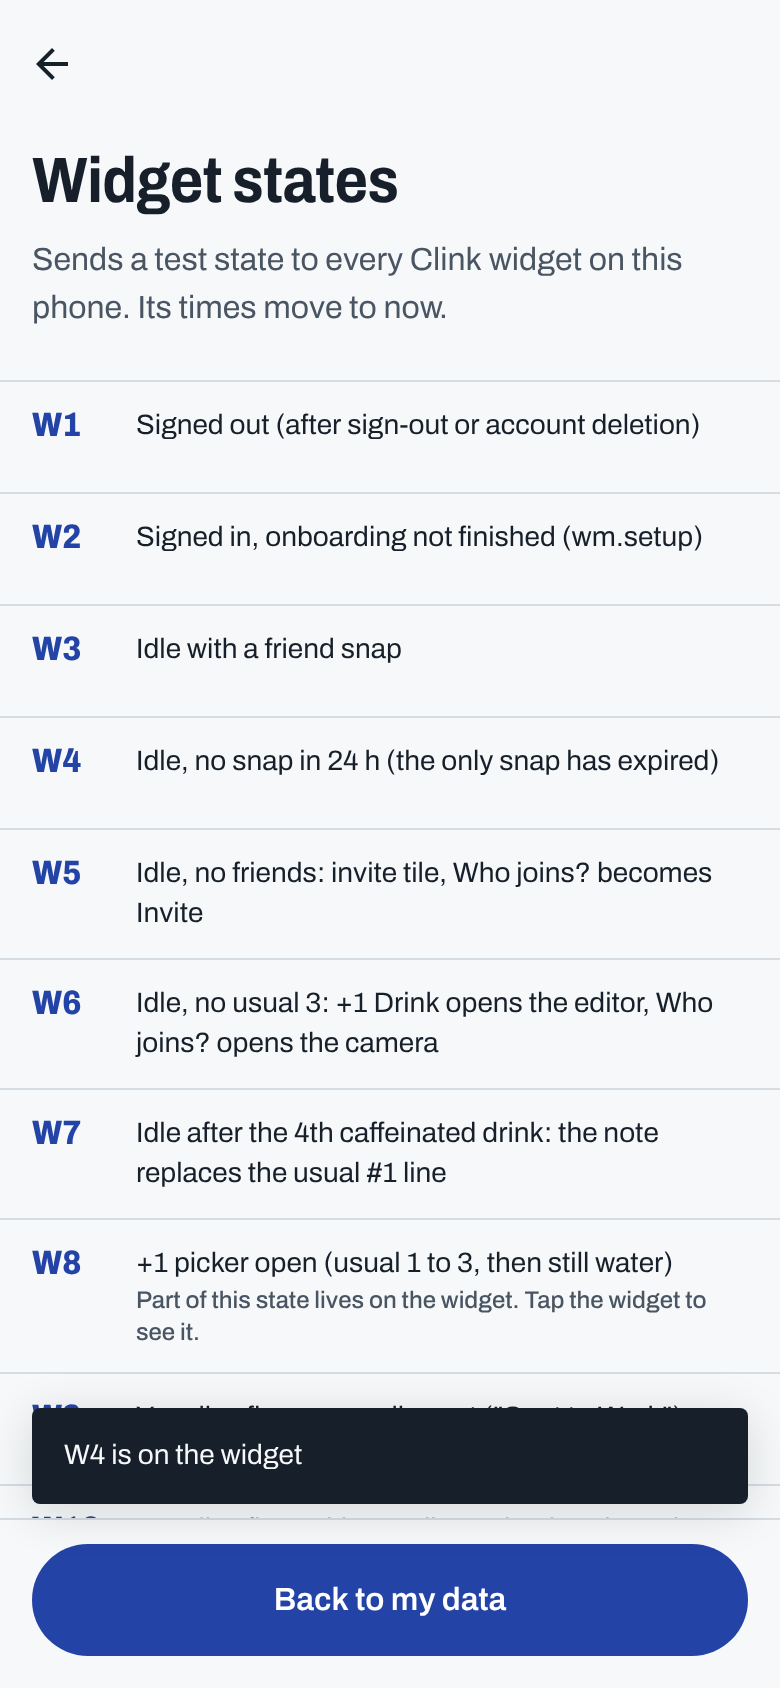 Widget states
Sends a test state to every Clink widget on this
phone. Its times move to now.
W1
Signed out (after sign-out or account deletion)
W2
Signed in, onboarding not finished (wm.setup)
W3
Idle with a friend snap
W4
Idle, no snap in 24 h (the only snap has expired)
W5
Idle, no friends: invite tile, Who joins? becomes
Invite
W6
Idle, no usual 3: +1 Drink opens the editor, Who
joins? opens the camera
W7
Idle after the 4th caffeinated drink: the note
replaces the usual #1 line
W8
+1 picker open (usual 1 to 3, then still water)
Part of this state lives on the widget. Tap the widget to
see it.
W4 is on the widget
Back to my data